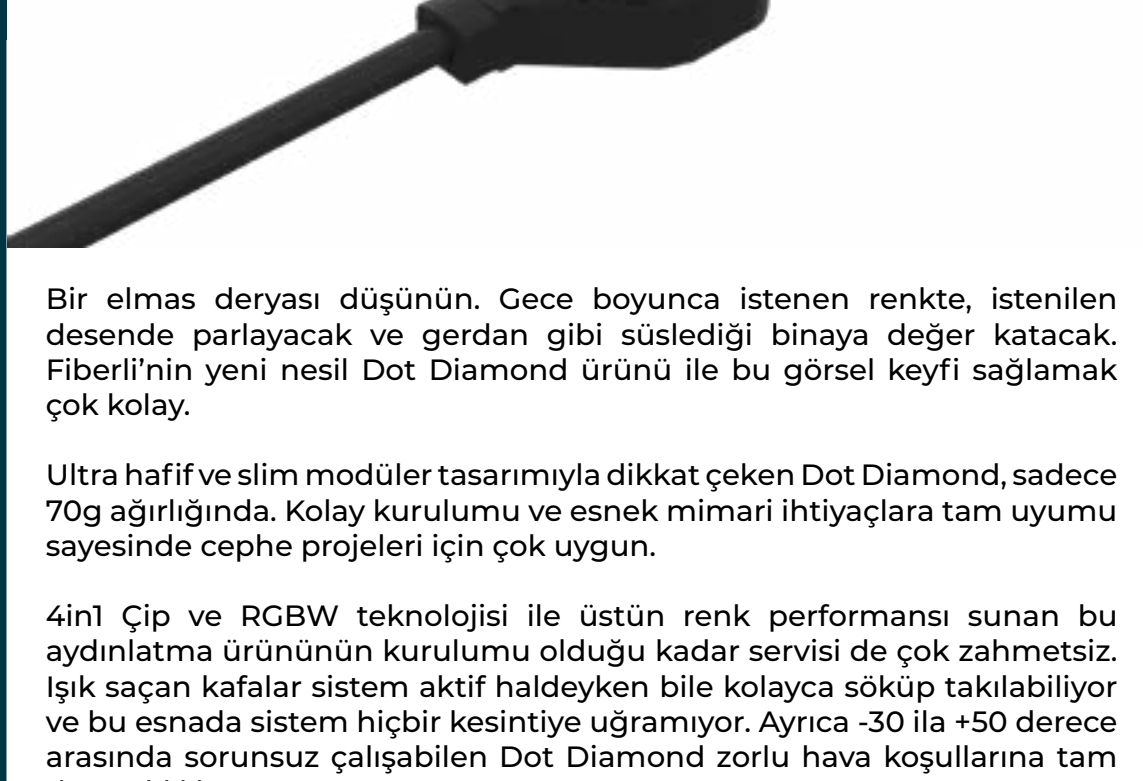 Bir elmas deryası düşünün. Gece boyunca istenen renkte, istenilen
desende parlayacak ve gerdan gibi süslediği binaya değer katacak.
Fiberli’nin yeni nesil Dot Diamond ürünü ile bu görsel keyfi sağlamak
çok kolay.
Ultra hafif ve slim modüler tasarımıyla dikkat çeken Dot Diamond, sadece
70g ağırlığında. Kolay kurulumu ve esnek mimari ihtiyaçlara tam uyumu
sayesinde cephe projeleri için çok uygun.
4in1 Çip ve RGBW teknolojisi ile üstün renk performansı sunan bu
aydınlatma ürününün kurulumu olduğu kadar servisi de çok zahmetsiz.
Işık saçan kafalar sistem aktif haldeyken bile kolayca söküp takılabiliyor
ve bu esnada sistem hiçbir kesintiye uğramıyor. Ayrıca -30 ila +50 derece
arasında sorunsuz çalışabilen Dot Diamond zorlu hava koşullarına tam